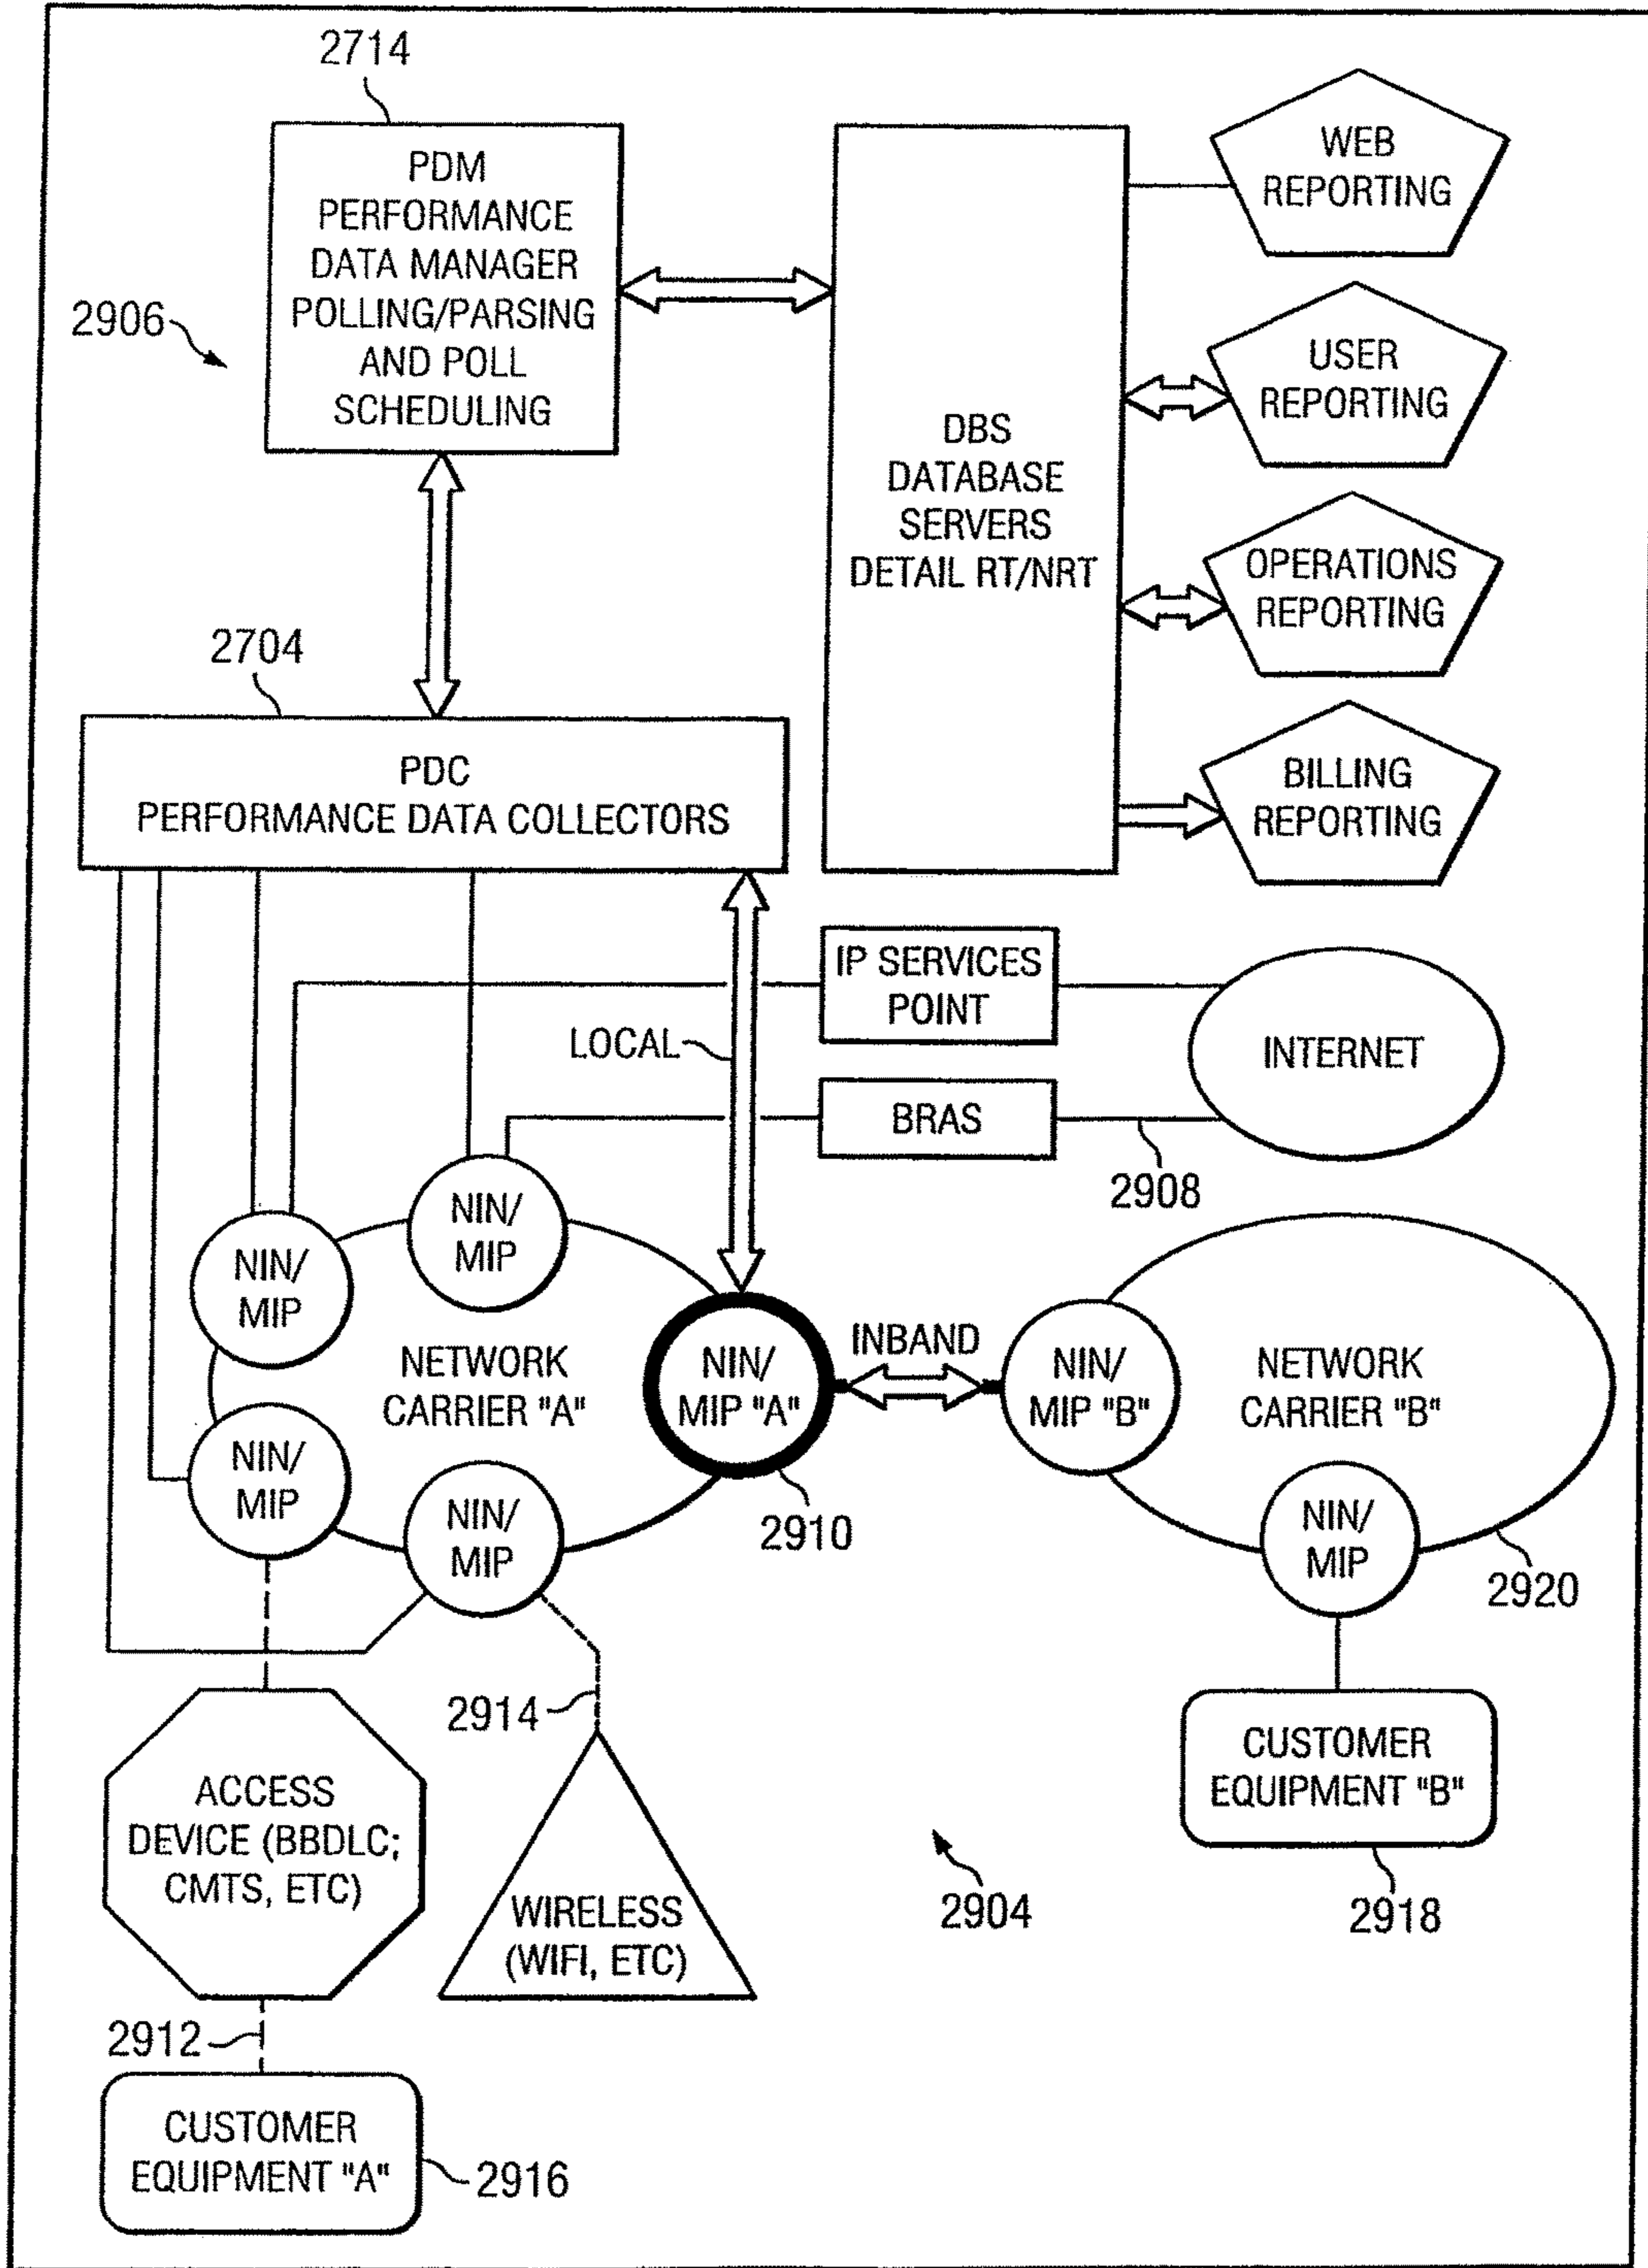 2714
PDM
PERFORMANCE
DATA MANAGER
POLLING/PARSING
AND POLL
SCHEDULING
2906
DBS
DATABASE
SERVERS
DETAIL RT/NRT
WEB
REPORTING
USER
REPORTING
OPERATIONS
REPORTING
BILLING
REPORTING
2704
PDC
PERFORMANCE DATA COLLECTORS
IP SERVICES
POINT
LOCAL
INTERNET
BRAS
2908
NIN/
MIP
NIN/
MIP
NETWORK
CARRIER "A"
NIN/
MIP "A"
INBAND
NIN/
MIP "B"
NETWORK
CARRIER "B"
NIN/
MIP
NIN/
MIP
2910
NIN/
MIP
2920
2914
ACCESS
DEVICE (BBDLC;
CMTS, ETC)
WIRELESS
(WIFI, ETC)
2904
CUSTOMER
EQUIPMENT "B"
2918
2912
CUSTOMER
EQUIPMENT "A"
2916